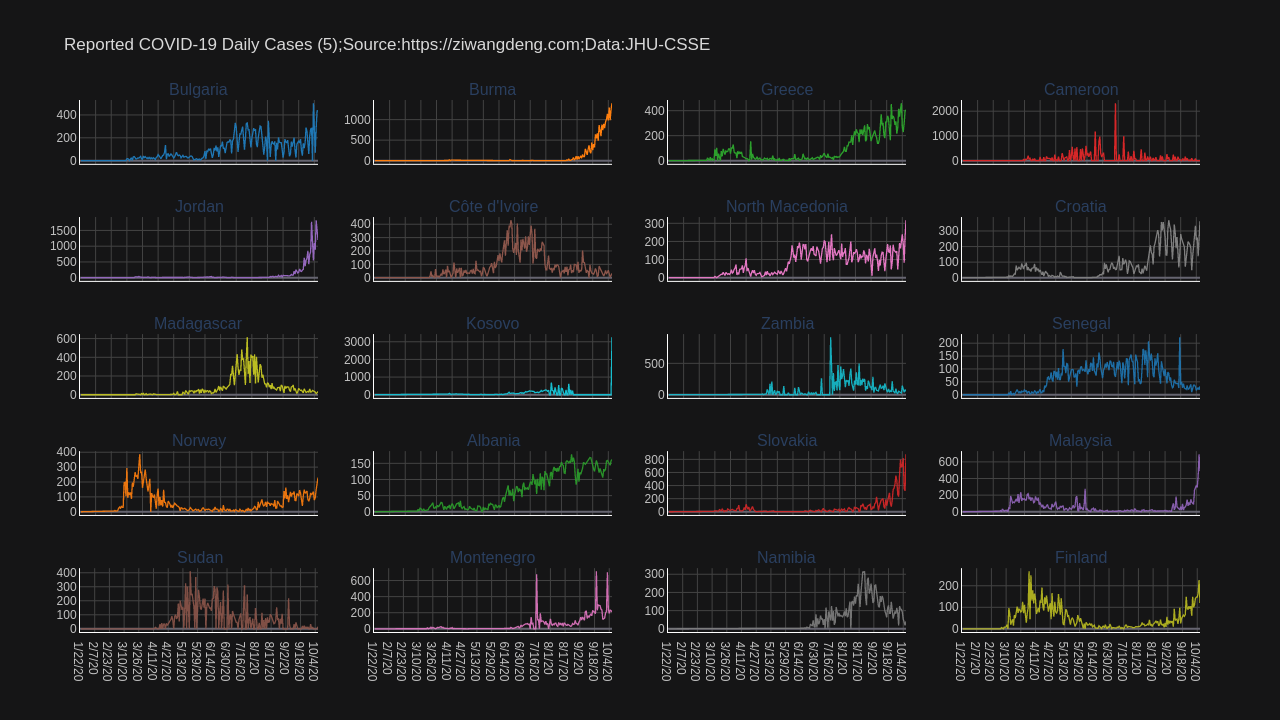 Reported COVID-19 Daily Cases (5);Source:https://ziwangdeng.com;Data:JHU-CSSE
Bulgaria Burma Greece Cameroon
400 200 0
1000 500 0
400 200 0
2000 1000 0
Jordan Côte d'Ivoire North Macedonia Croatia
1500 1000 500 0
400 300 200 100 0
300 200 100 0
300 200 100 0
Madagascar Kosovo Zambia Senegal
600 400 200 0
3000 2000 1000 0
500 0
200 150 100 50 0
Norway Albania Slovakia Malaysia
400 300 200 100 0
150 100 50 0
800 600 400 200 0
600 400 200 0
Sudan Montenegro Namibia Finland
400 300 200 100 0
600 400 200 0
300 200 100 0
200 100 0
1/22/20 2/7/20 2/23/20 3/10/20 3/26/20 4/11/20 4/27/20 5/13/20 5/29/20 6/14/20 6/30/20 7/16/20 8/1/20 8/17/20 9/2/20 9/18/20 10/4/20
1/22/20 2/7/20 2/23/20 3/10/20 3/26/20 4/11/20 4/27/20 5/13/20 5/29/20 6/14/20 6/30/20 7/16/20 8/1/20 8/17/20 9/2/20 9/18/20 10/4/20
1/22/20 2/7/20 2/23/20 3/10/20 3/26/20 4/11/20 4/27/20 5/13/20 5/29/20 6/14/20 6/30/20 7/16/20 8/1/20 8/17/20 9/2/20 9/18/20 10/4/20
1/22/20 2/7/20 2/23/20 3/10/20 3/26/20 4/11/20 4/27/20 5/13/20 5/29/20 6/14/20 6/30/20 7/16/20 8/1/20 8/17/20 9/2/20 9/18/20 10/4/20